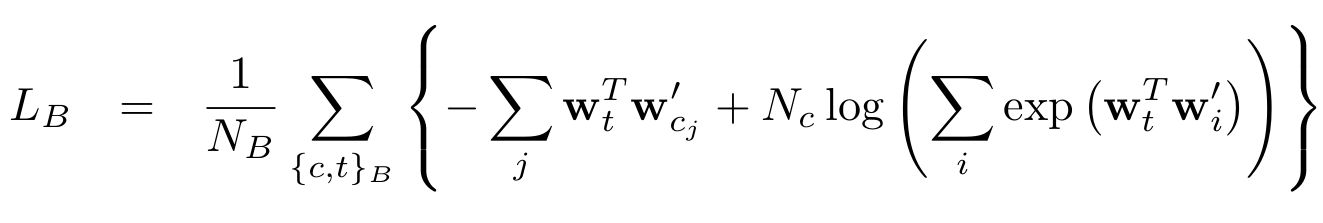 L_B = \frac{1}{N_B} \sum_{\{c,t\}_B} \left\{ -\sum_j \mathbf{w}_t^T \mathbf{w}'_{c_j} + N_c \log \left( \sum_i \exp \left( \mathbf{w}_t^T \mathbf{w}'_i \right) \right) \right\}